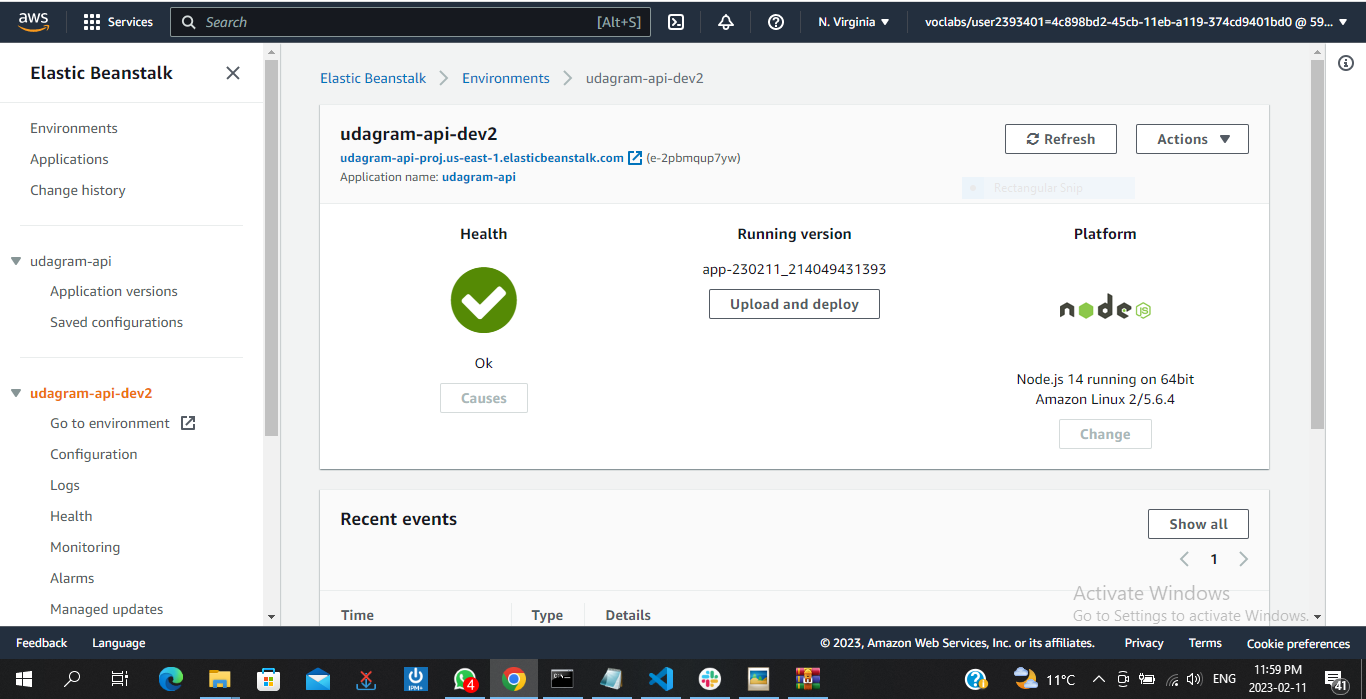 aws
Services
Search
[Alt+S]
N. Virginia
voclabs/user2393401=4c898bd2-45cb-11eb-a119-374cd9401bd0 @ 59...
Elastic Beanstalk
Environments
Applications
Change history
udagram-api
Application versions
Saved configurations
udagram-api-dev2
Go to environment
Configuration
Logs
Health
Monitoring
Alarms
Managed updates
Elastic Beanstalk
Environments
udagram-api-dev2
udagram-api-dev2
udagram-api-proj.us-east-1.elasticbeanstalk.com (e-2pbmqup7yw)
Application name: udagram-api
Refresh
Actions
Rectangular Snip
Health
Ok
Causes
Running version
app-230211_214049431393
Upload and deploy
Platform
node
JS
Node.js 14 running on 64bit
Amazon Linux 2/5.6.4
Change
Recent events
Show all
1
Time
Type
Details
Activate Windows
Go to Settings to activate Windows.
Feedback
Language
© 2023, Amazon Web Services, Inc. or its affiliates.
Privacy
Terms
Cookie preferences
IPM+
4
11°C
ENG
11:59 PM
2023-02-11
41